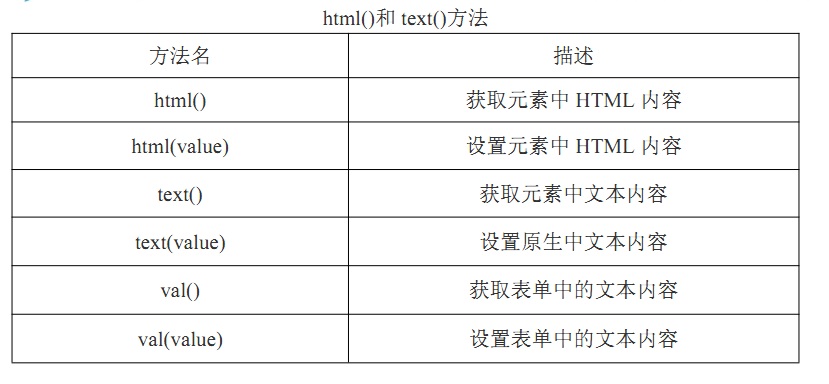 html()和 text()方法
方法名 描述
html() 获取元素中 HTML 内容
html(value) 设置元素中 HTML 内容
text() 获取元素中文本内容
text(value) 设置原生中文本内容
val() 获取表单中的文本内容
val(value) 设置表单中的文本内容